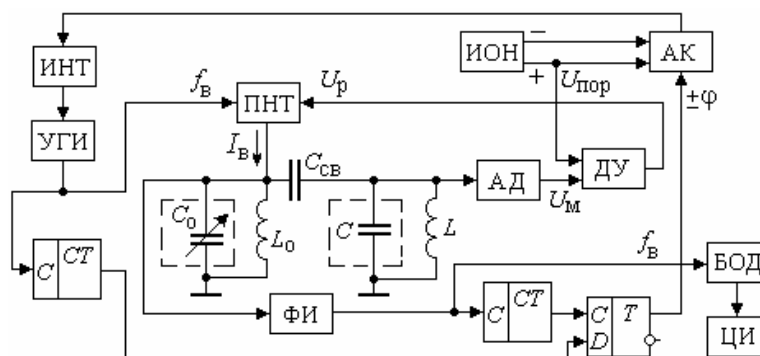 ИНТ
УГИ
f_в
U_р
ПНТ
I_в
C_св
ИОН
−
+
U_пор
АК
±φ
ДУ
АД
U_м
C_0
L_0
C
L
C CT
ФИ
f_в
C CT
C T
D
БОД
ЦИ